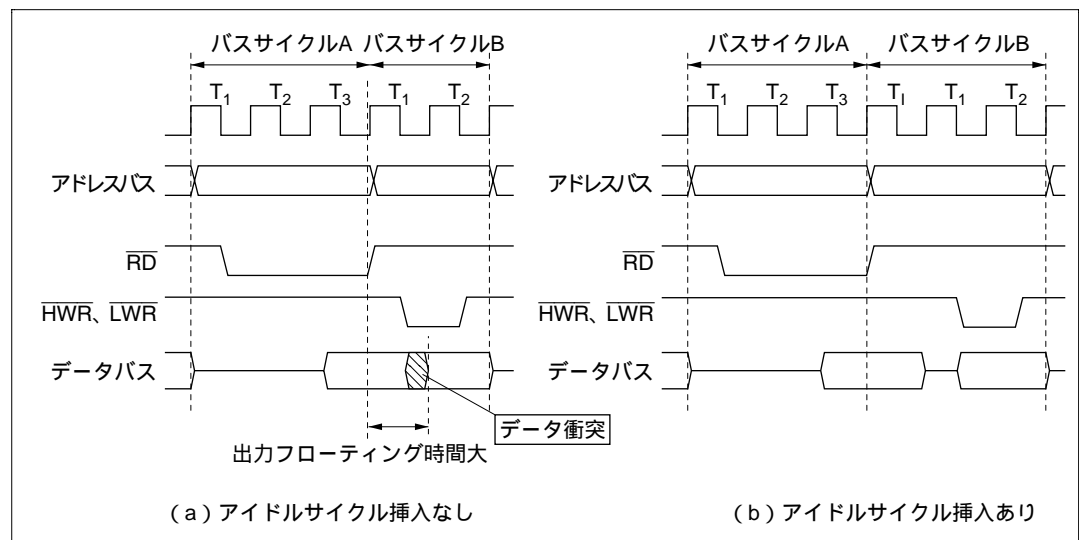 バスサイクルA バスサイクルB
T1 T2 T3 T1 T2
アドレスバス
RD
HWR、LWR
データバス
データ衝突
出力フローティング時間大
(a)アイドルサイクル挿入なし
バスサイクルA バスサイクルB
T1 T2 T3 TI T1 T2
アドレスバス
RD
HWR、LWR
データバス
(b)アイドルサイクル挿入あり